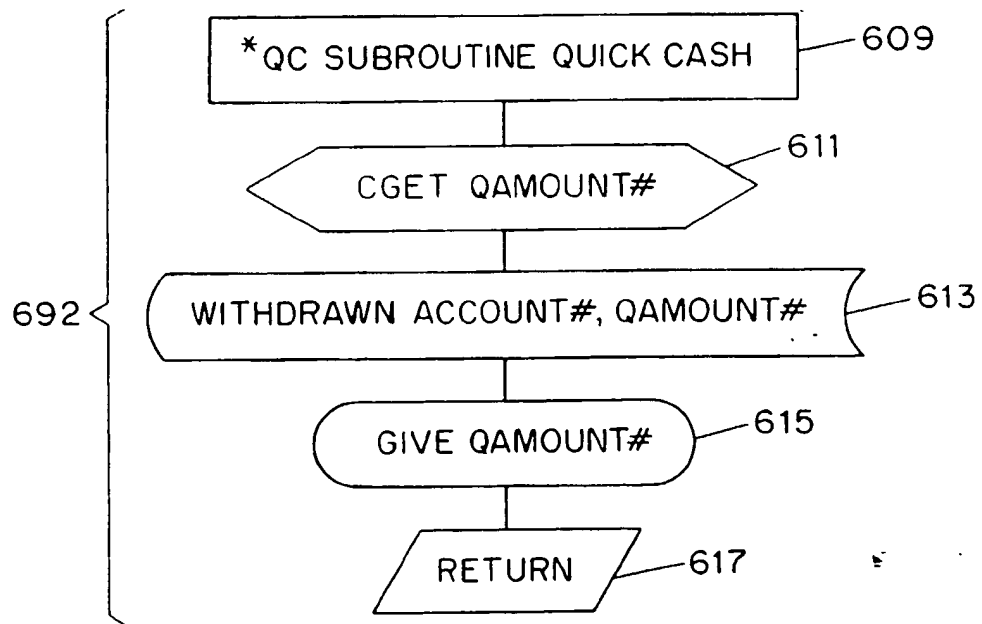 *QC SUBROUTINE QUICK CASH
609
CGET QAMOUNT#
611
692
WITHDRAWN ACCOUNT#, QAMOUNT#
613
GIVE QAMOUNT#
615
RETURN
617